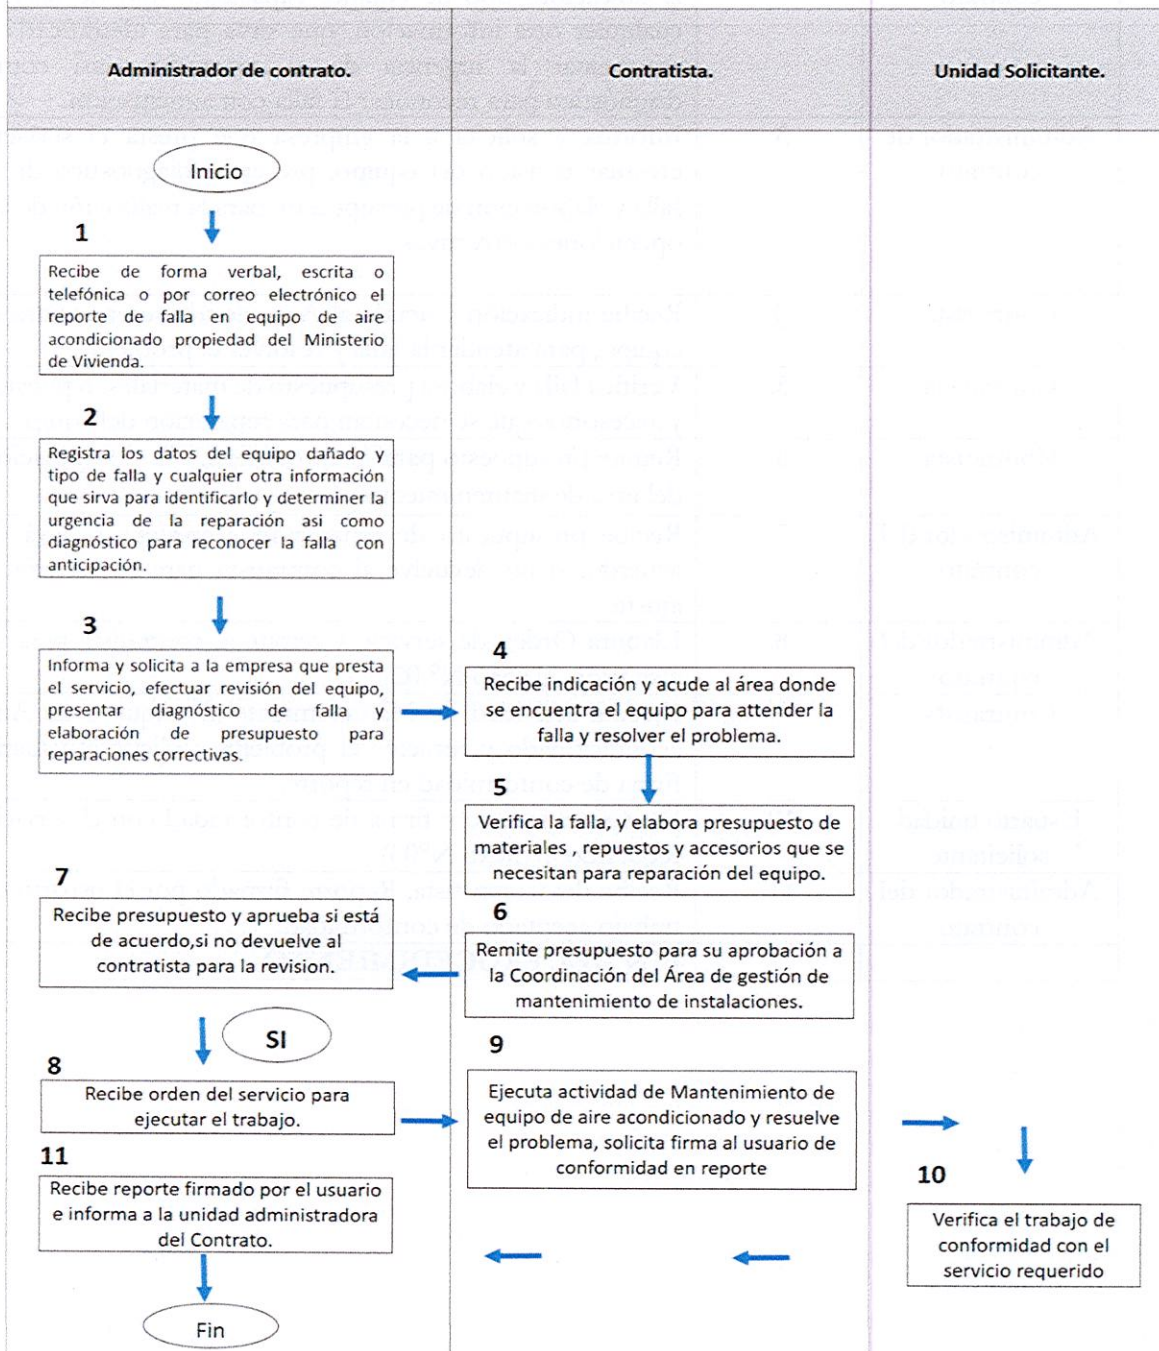 Administrador de contrato.
Contratista.
Unidad Solicitante.
Inicio
1
Recibe de forma verbal, escrita o
telefónica o por correo electrónico el
reporte de falla en equipo de aire
acondicionado propiedad del Ministerio
de Vivienda.
2
Registra los datos del equipo dañado y
tipo de falla y cualquier otra información
que sirva para identificarlo y determiner la
urgencia de la reparación asi como
diagnóstico para reconocer la falla con
anticipación.
3
Informa y solicita a la empresa que presta
el servicio, efectuar revisión del equipo,
presentar diagnóstico de falla y
elaboración de presupuesto para
reparaciones correctivas.
4
Recibe indicación y acude al área donde
se encuentra el equipo para attender la
falla y resolver el problema.
5
Verifica la falla, y elabora presupuesto de
materiales , repuestos y accesorios que se
necesitan para reparación del equipo.
6
Remite presupuesto para su aprobación a
la Coordinación del Área de gestión de
mantenimiento de instalaciones.
7
Recibe presupuesto y aprueba si está
de acuerdo,si no devuelve al
contratista para la revision.
SI
8
Recibe orden del servicio para
ejecutar el trabajo.
9
Ejecuta actividad de Mantenimiento de
equipo de aire acondicionado y resuelve
el problema, solicita firma al usuario de
conformidad en reporte
10
Verifica el trabajo de
conformidad con el
servicio requerido
11
Recibe reporte firmado por el usuario
e informa a la unidad administradora
del Contrato.
Fin